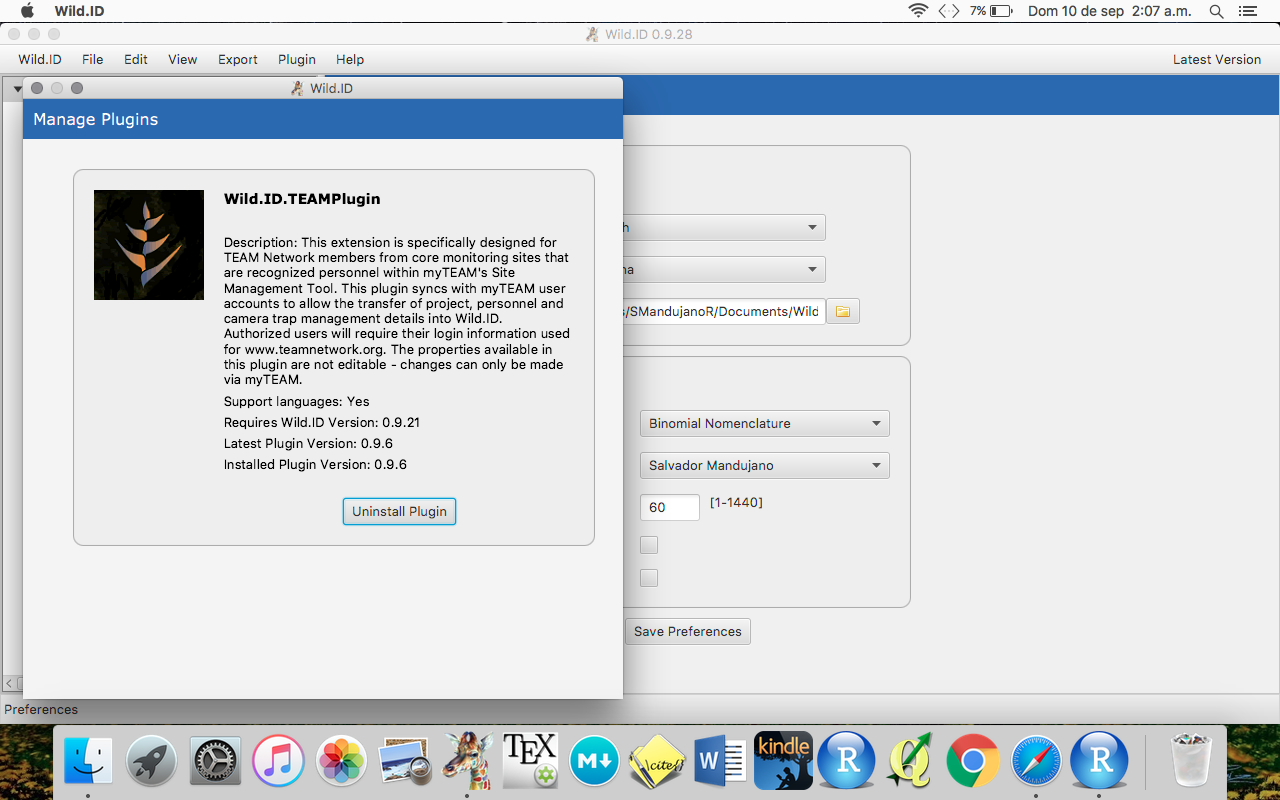 Wild.ID
7%
Dom 10 de sep 2:07 a.m.
Wild.ID 0.9.28
Wild.ID File Edit View Export Plugin Help
Latest Version
Wild.ID
Manage Plugins
Wild.ID.TEAMPlugin
Description: This extension is specifically designed for
TEAM Network members from core monitoring sites that
are recognized personnel within myTEAM's Site
Management Tool. This plugin syncs with myTEAM user
accounts to allow the transfer of project, personnel and
camera trap management details into Wild.ID.
Authorized users will require their login information used
for www.teamnetwork.org. The properties available in
this plugin are not editable - changes can only be made
via myTEAM.
Support languages: Yes
Requires Wild.ID Version: 0.9.21
Latest Plugin Version: 0.9.6
Installed Plugin Version: 0.9.6
Uninstall Plugin
h
na
s/SMandujanoR/Documents/Wild
Binomial Nomenclature
Salvador Mandujano
60
[1-1440]
Save Preferences
Preferences
TEX
M
\citeff
W
kindle
R
R